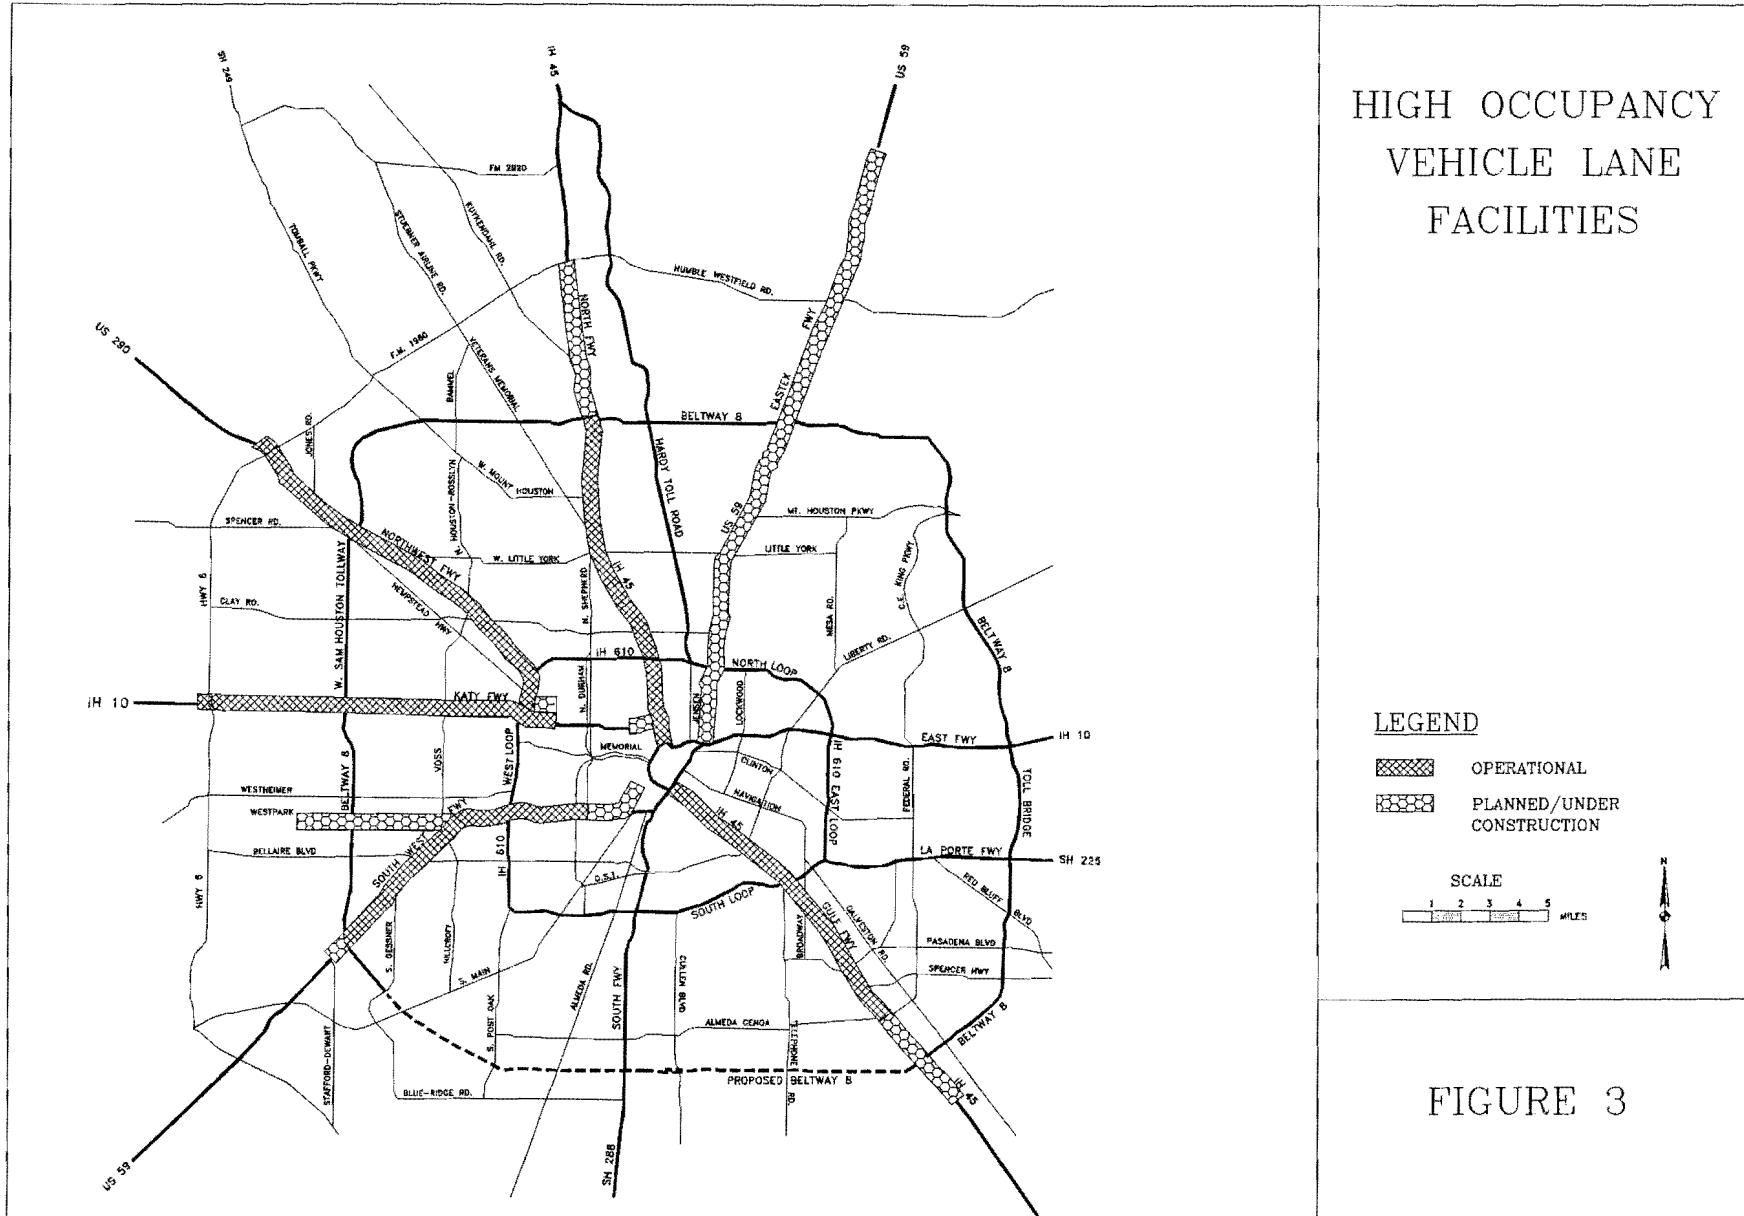 HIGH OCCUPANCY
VEHICLE LANE
FACILITIES
LEGEND
OPERATIONAL
PLANNED/UNDER
CONSTRUCTION
SCALE
1 2 3 4 5
MILES
N
FIGURE 3
SH 249
IH 45
US 59
FM 2920
TOMBALL PKWY
STUEBNER AIRLINE RD.
KUYKENDAHL RD.
HUMBLE WESTFIELD RD.
NORTH FWY
US 290
F.M. 1960
VETERANS MEMORIAL
BAMMEL
EASTEX
FWY
JONES RD.
BELTWAY 8
HARDY TOLL ROAD
W. MOUNT HOUSTON
N. HOUSTON-ROSSLYN
US 59
MT. HOUSTON PKWY
SPENCER RD.
NORTHWEST FWY
W. LITTLE YORK
LITTLE YORK
HWY 6
W. SAM HOUSTON TOLLWAY
HEMPSTEAD
HWY
N. SHEPHERD
IH 45
C.E. KING PKWY
CLAY RD.
MESA RD.
LIBERTY RD.
BELTWAY 8
IH 610
NORTH LOOP
IH 10
KATY FWY
N. DURHAM
JENSEN
LOCKWOOD
EAST FWY
IH 10
MEMORIAL
WEST LOOP
VOSS
BELTWAY 8
CLINTON
NAVIGATION
IH 610 EAST LOOP
FEDERAL RD.
TOLL BRIDGE
WESTHEIMER
WESTPARK
SOUTH WEST
FWY
IH 45
BELLAIRE BLVD
LA PORTE FWY
SH 225
HWY 6
IH 610
O.S.T.
SOUTH LOOP
GULF FWY
GALVESTON RD.
RED BLUFF BLVD
BROADWAY
PASADENA BLVD
SPENCER HWY
S. GESSNER
HILLCROFT
S. MAIN
ALMEDA RD.
SOUTH FWY
CULLEN BLVD
S. POST OAK
ALMEDA GENOA
TELEPHONE
RD.
BELTWAY 8
STAFFORD-DEWART
BLUE-RIDGE RD.
PROPOSED BELTWAY 8
IH 45
US 59
SH 288